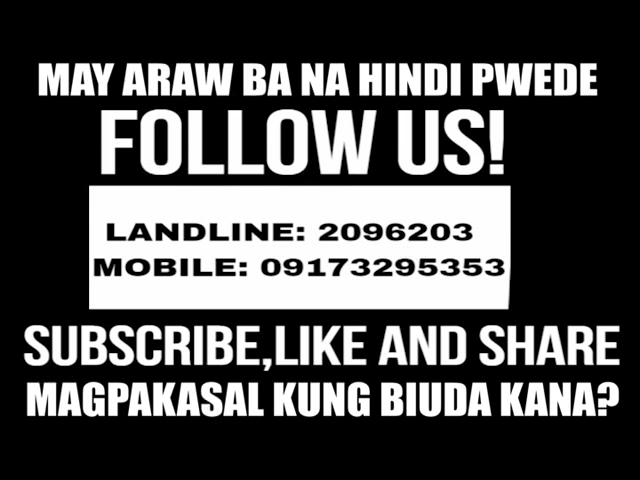 MAY ARAW BA NA HINDI PWEDE
FOLLOW US!
LANDLINE: 2096203
MOBILE: 09173295353
SUBSCRIBE,LIKE AND SHARE
MAGPAKASAL KUNG BIUDA KANA?